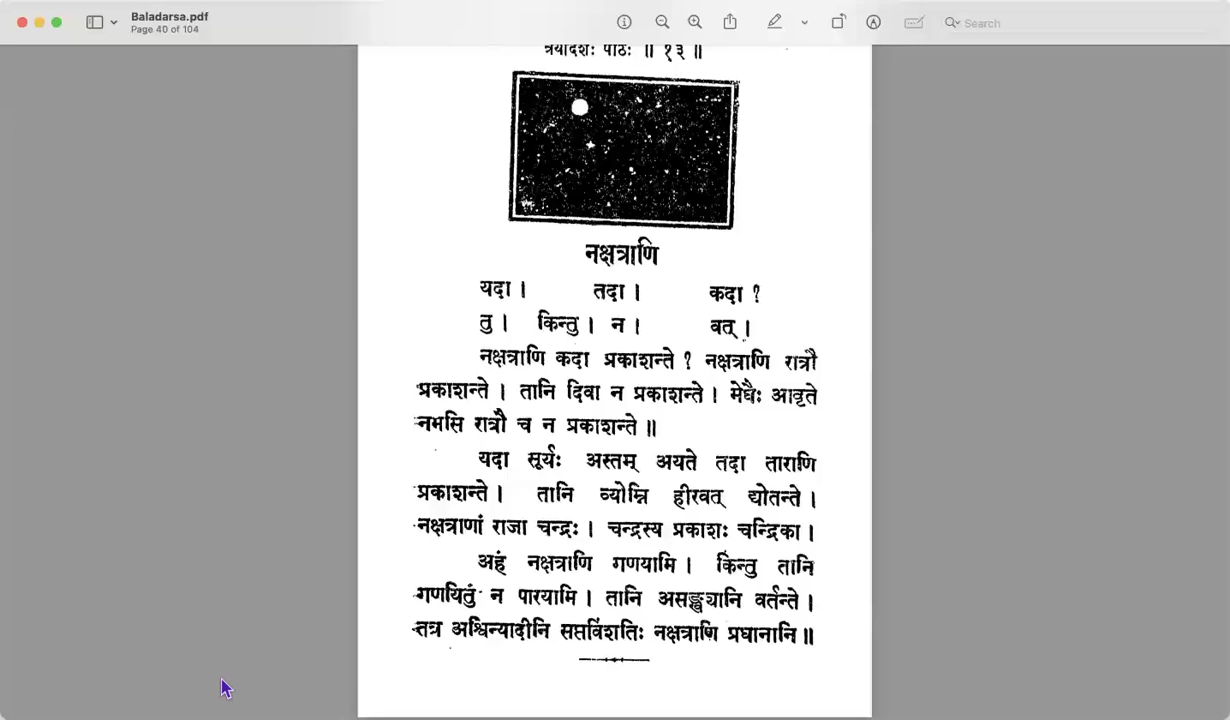 Baladarsa.pdf
Page 40 of 104
Search
त्रयोदशः पाठः ॥ १३ ॥
नक्षत्राणि
यदा । तदा । कदा ?
तु । किन्तु । न । वत् ।
नक्षत्राणि कदा प्रकाशन्ते ? नक्षत्राणि रात्रौ
प्रकाशन्ते । तानि दिवा न प्रकाशन्ते । मेघैः आवृते
नभसि रात्रौ च न प्रकाशन्ते ॥
यदा सूर्यः अस्तम् अयते तदा ताराणि
प्रकाशन्ते । तानि व्योम्नि हीरवत् द्योतन्ते ।
नक्षत्राणां राजा चन्द्रः । चन्द्रस्य प्रकाशः चन्द्रिका ।
अहं नक्षत्राणि गणयामि । किन्तु तानि
गणयितुं न पारयामि । तानि असङ्ख्यानि वर्तन्ते ।
तत्र अश्विन्यादीनि सप्तविंशतिः नक्षत्राणि प्रधानानि ॥